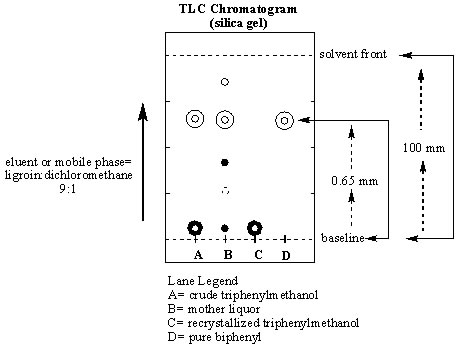 TLC Chromatogram
(silica gel)
solvent front
eluent or mobile phase=
ligroin:dichloromethane
9:1
100 mm
0.65 mm
baseline
A B C D
Lane Legend
A= crude triphenylmethanol
B= mother liquor
C= recrystallized triphenylmethanol
D= pure biphenyl